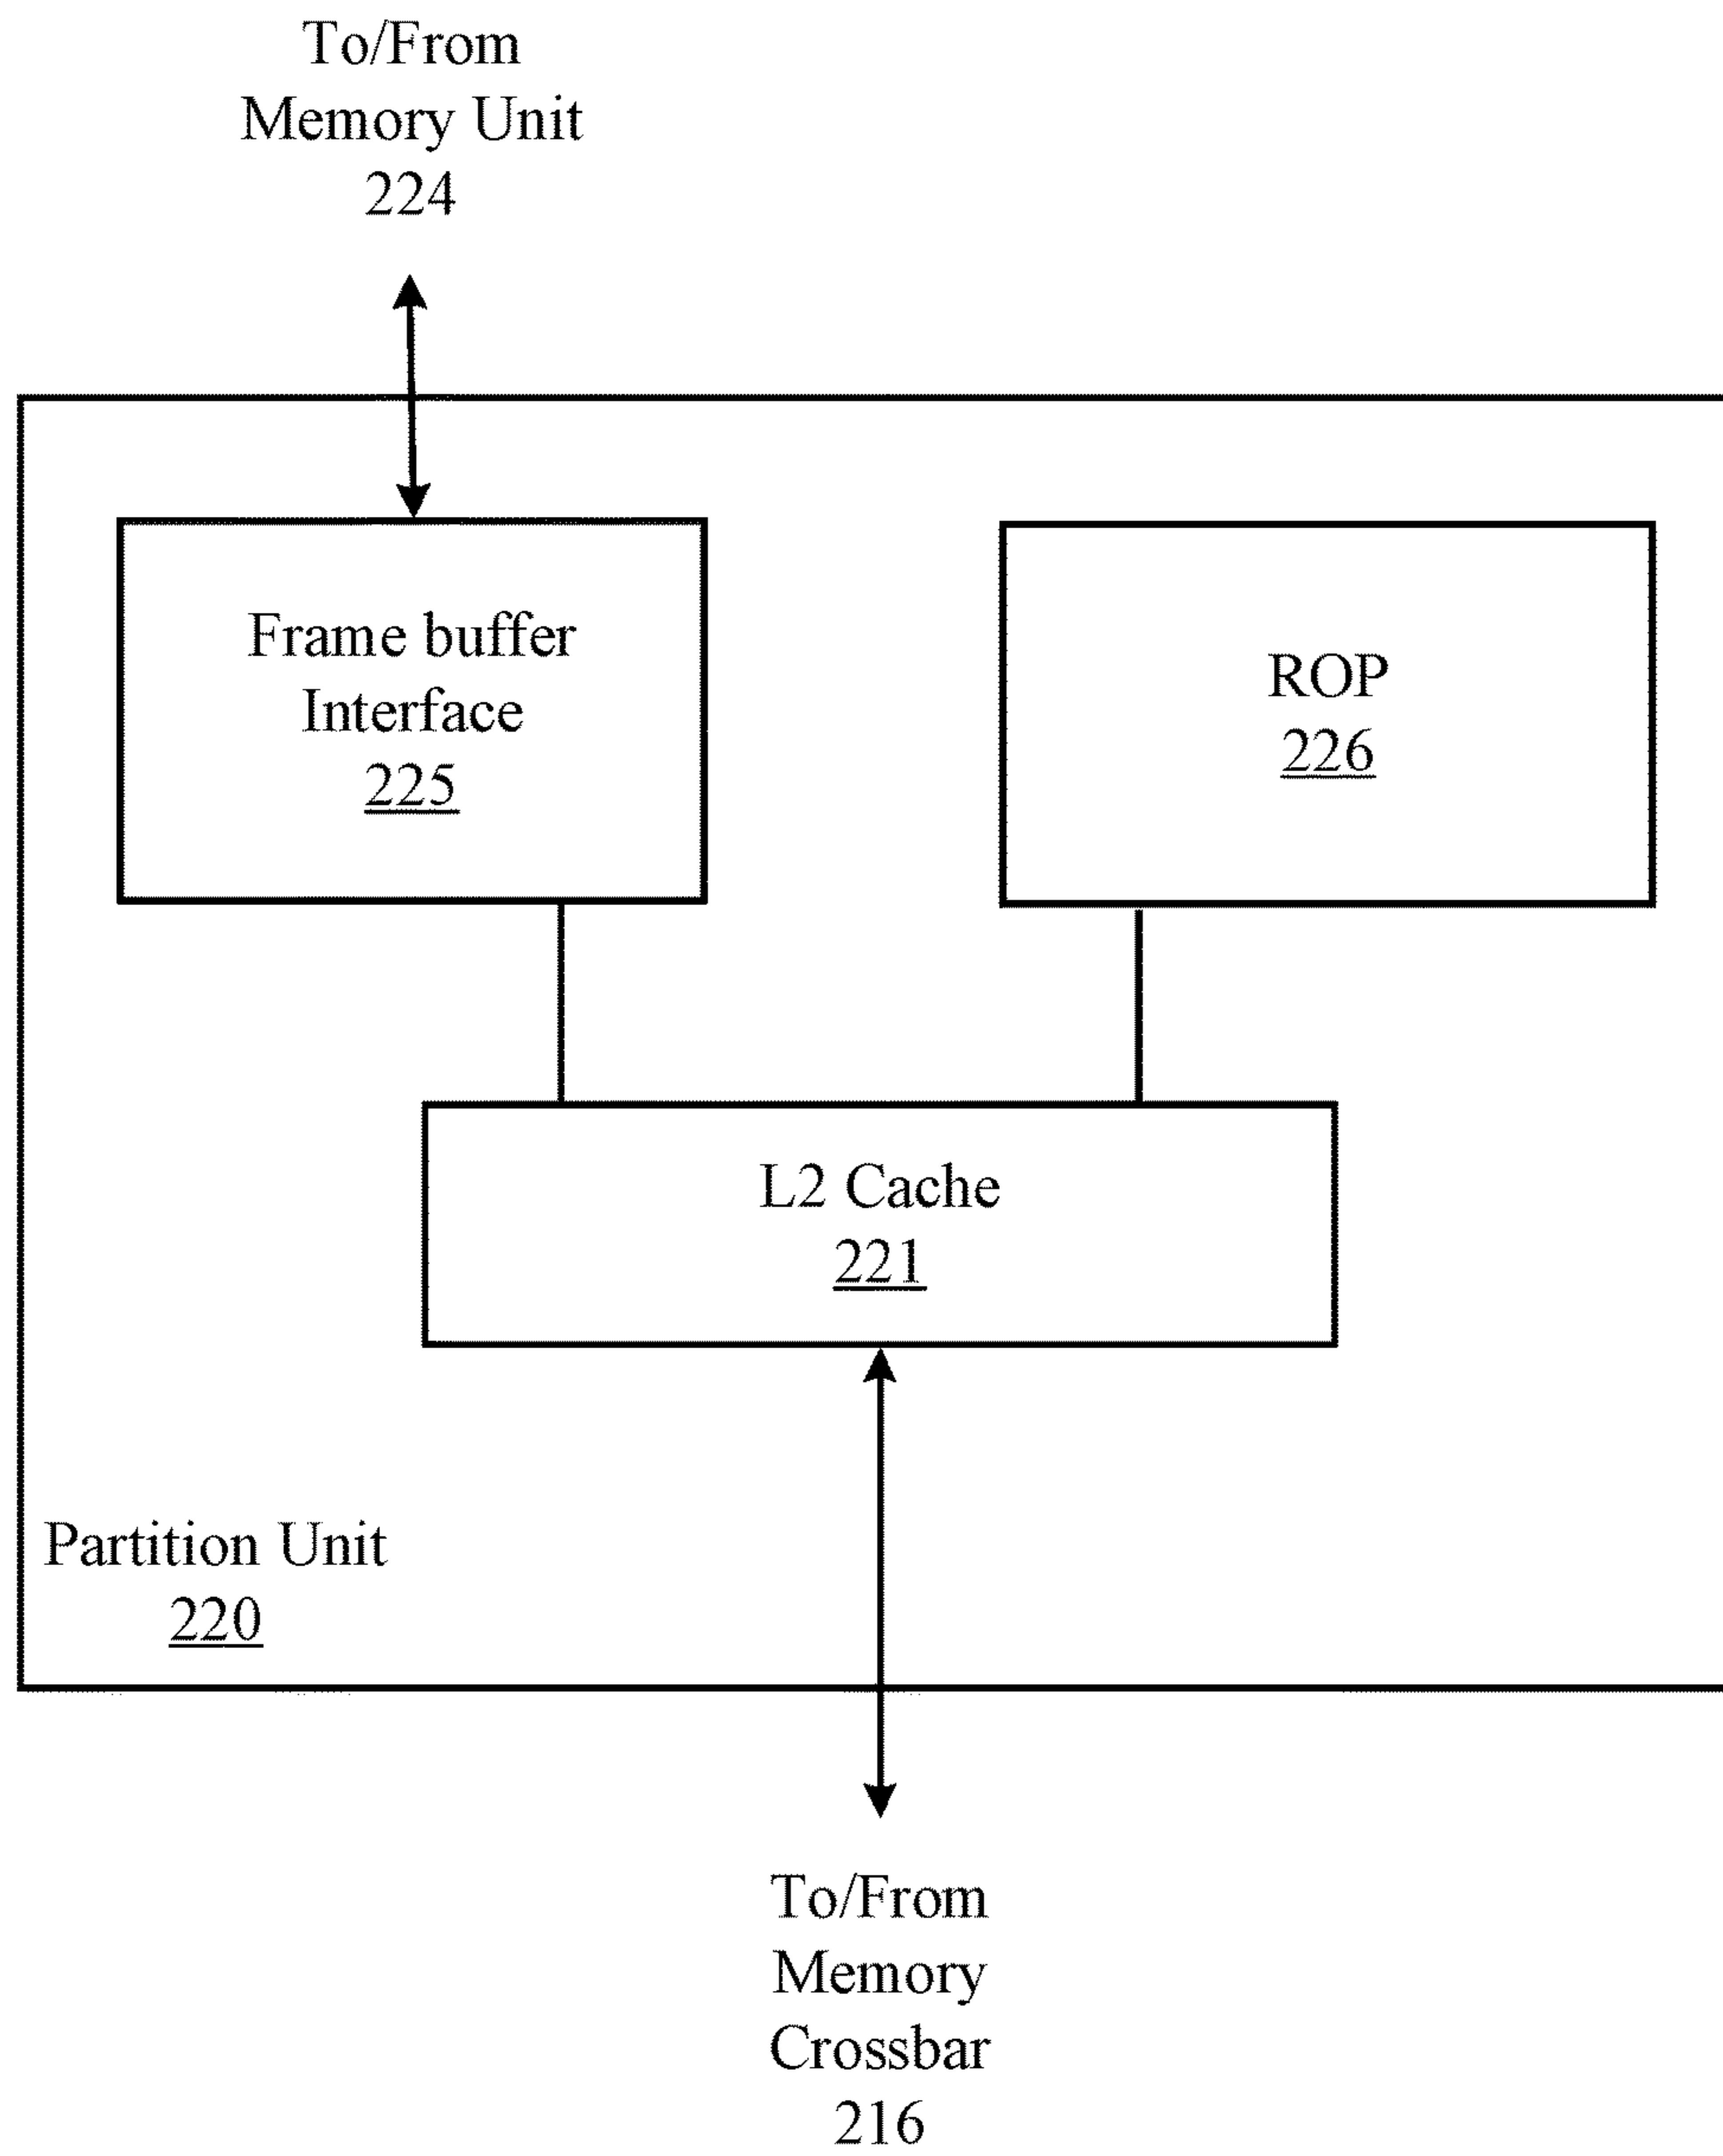 To/From
Memory Unit
224
Frame buffer
Interface
225
ROP
226
L2 Cache
221
Partition Unit
220
To/From
Memory
Crossbar
216